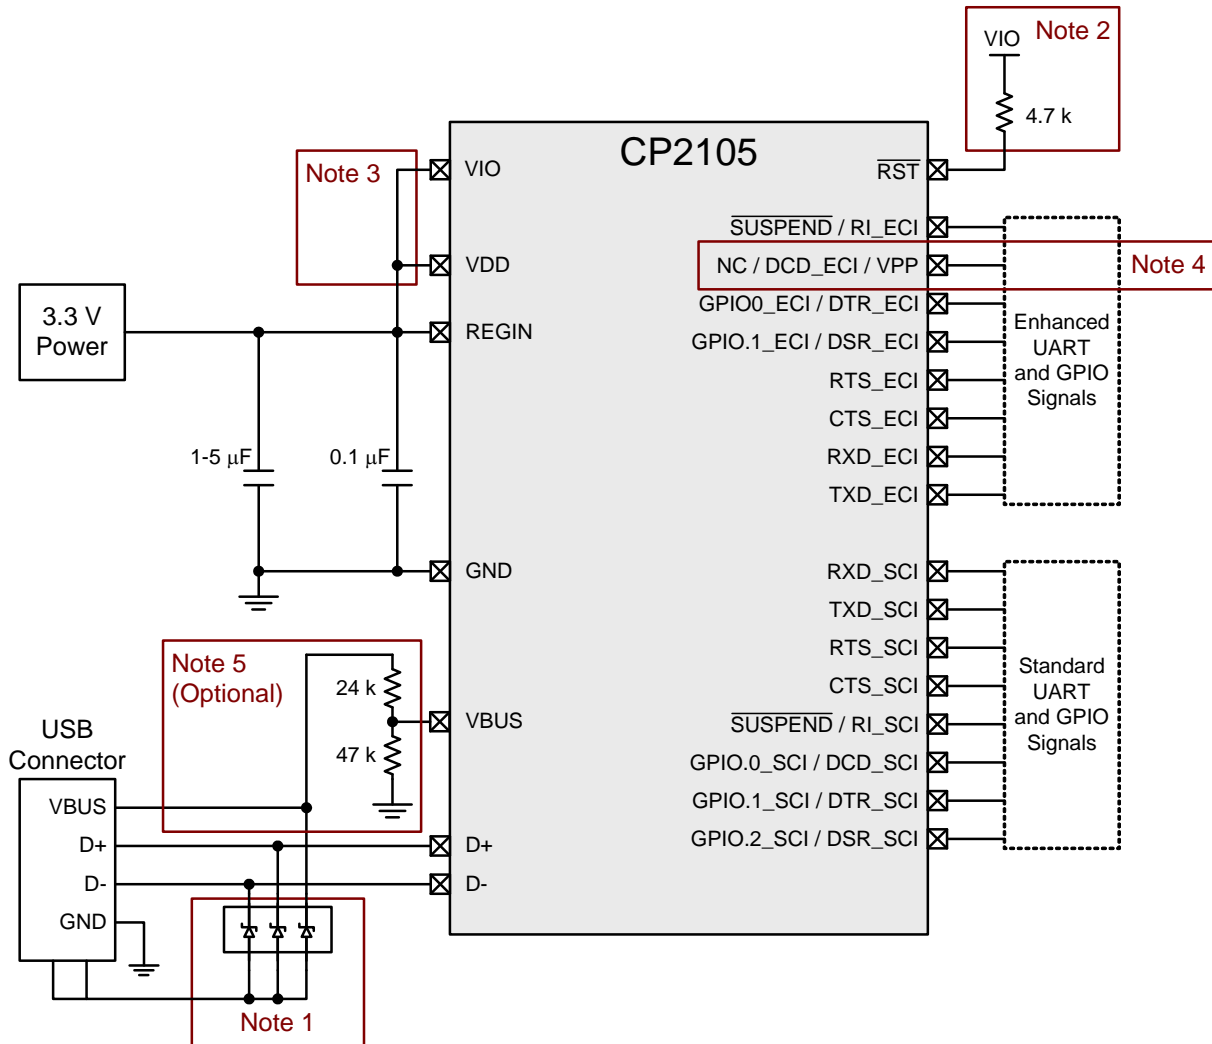 Note 2
VIO
4.7 k
CP2105
Note 3
VIO
VDD
REGIN
GND
VBUS
D+
D-
RST
SUSPEND / RI_ECI
NC / DCD_ECI / VPP
Note 4
GPIO0_ECI / DTR_ECI
GPIO.1_ECI / DSR_ECI
RTS_ECI
CTS_ECI
RXD_ECI
TXD_ECI
Enhanced
UART
and GPIO
Signals
RXD_SCI
TXD_SCI
RTS_SCI
CTS_SCI
SUSPEND / RI_SCI
GPIO.0_SCI / DCD_SCI
GPIO.1_SCI / DTR_SCI
GPIO.2_SCI / DSR_SCI
Standard
UART
and GPIO
Signals
3.3 V
Power
1-5 μF
0.1 μF
Note 5
(Optional)
24 k
47 k
USB
Connector
VBUS
D+
D-
GND
Note 1